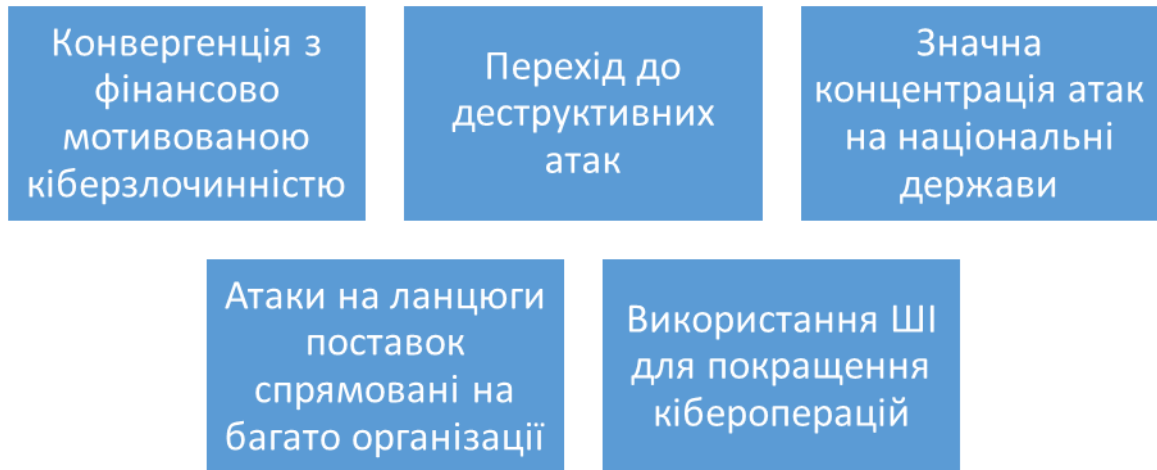 Конвергенція з
фінансово
мотивованою
кіберзлочинністю
Перехід до
деструктивних
атак
Значна
концентрація атак
на національні
держави
Атаки на ланцюги
поставок
спрямовані на
багато організації
Використання ШІ
для покращення
кібероперацій